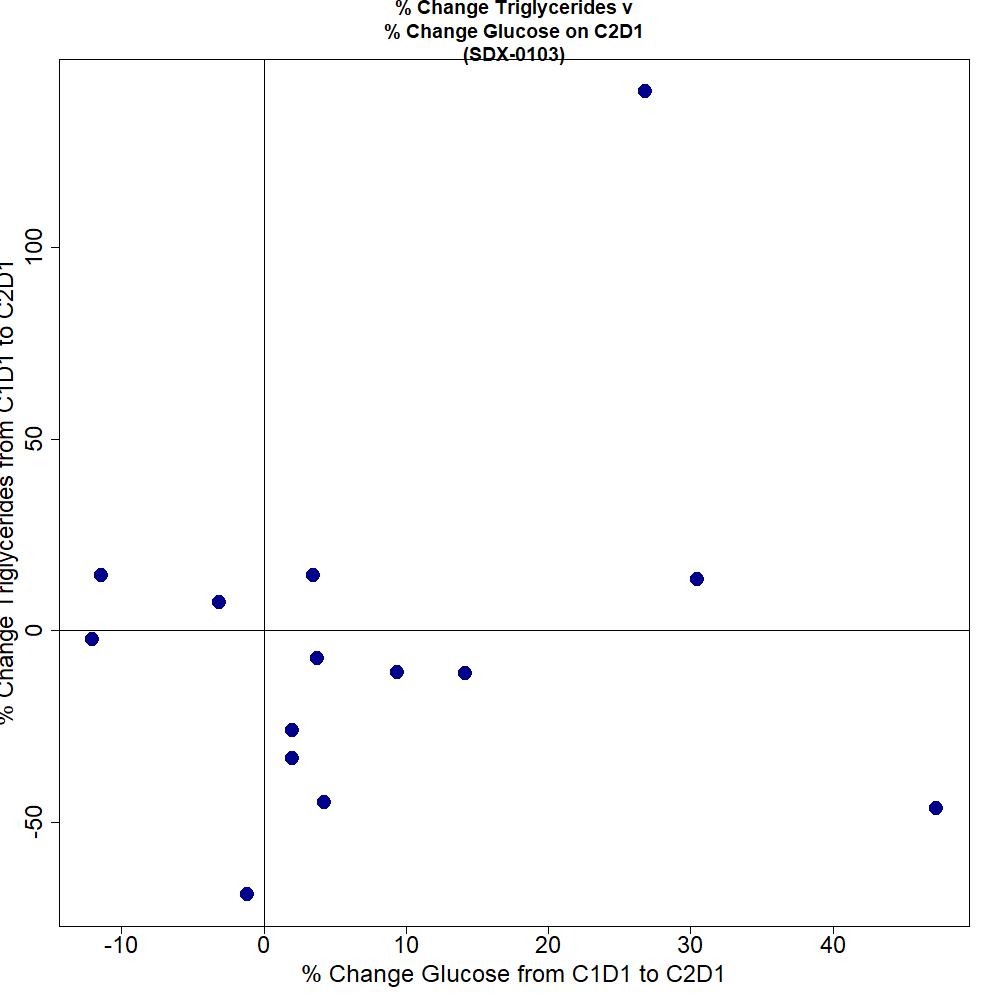 % Change Triglycerides v
% Change Glucose on C2D1
(SDX-0103)
% Change Triglycerides from C1D1 to C2D1
100
50
0
-50
-10
0
10
20
30
40
% Change Glucose from C1D1 to C2D1